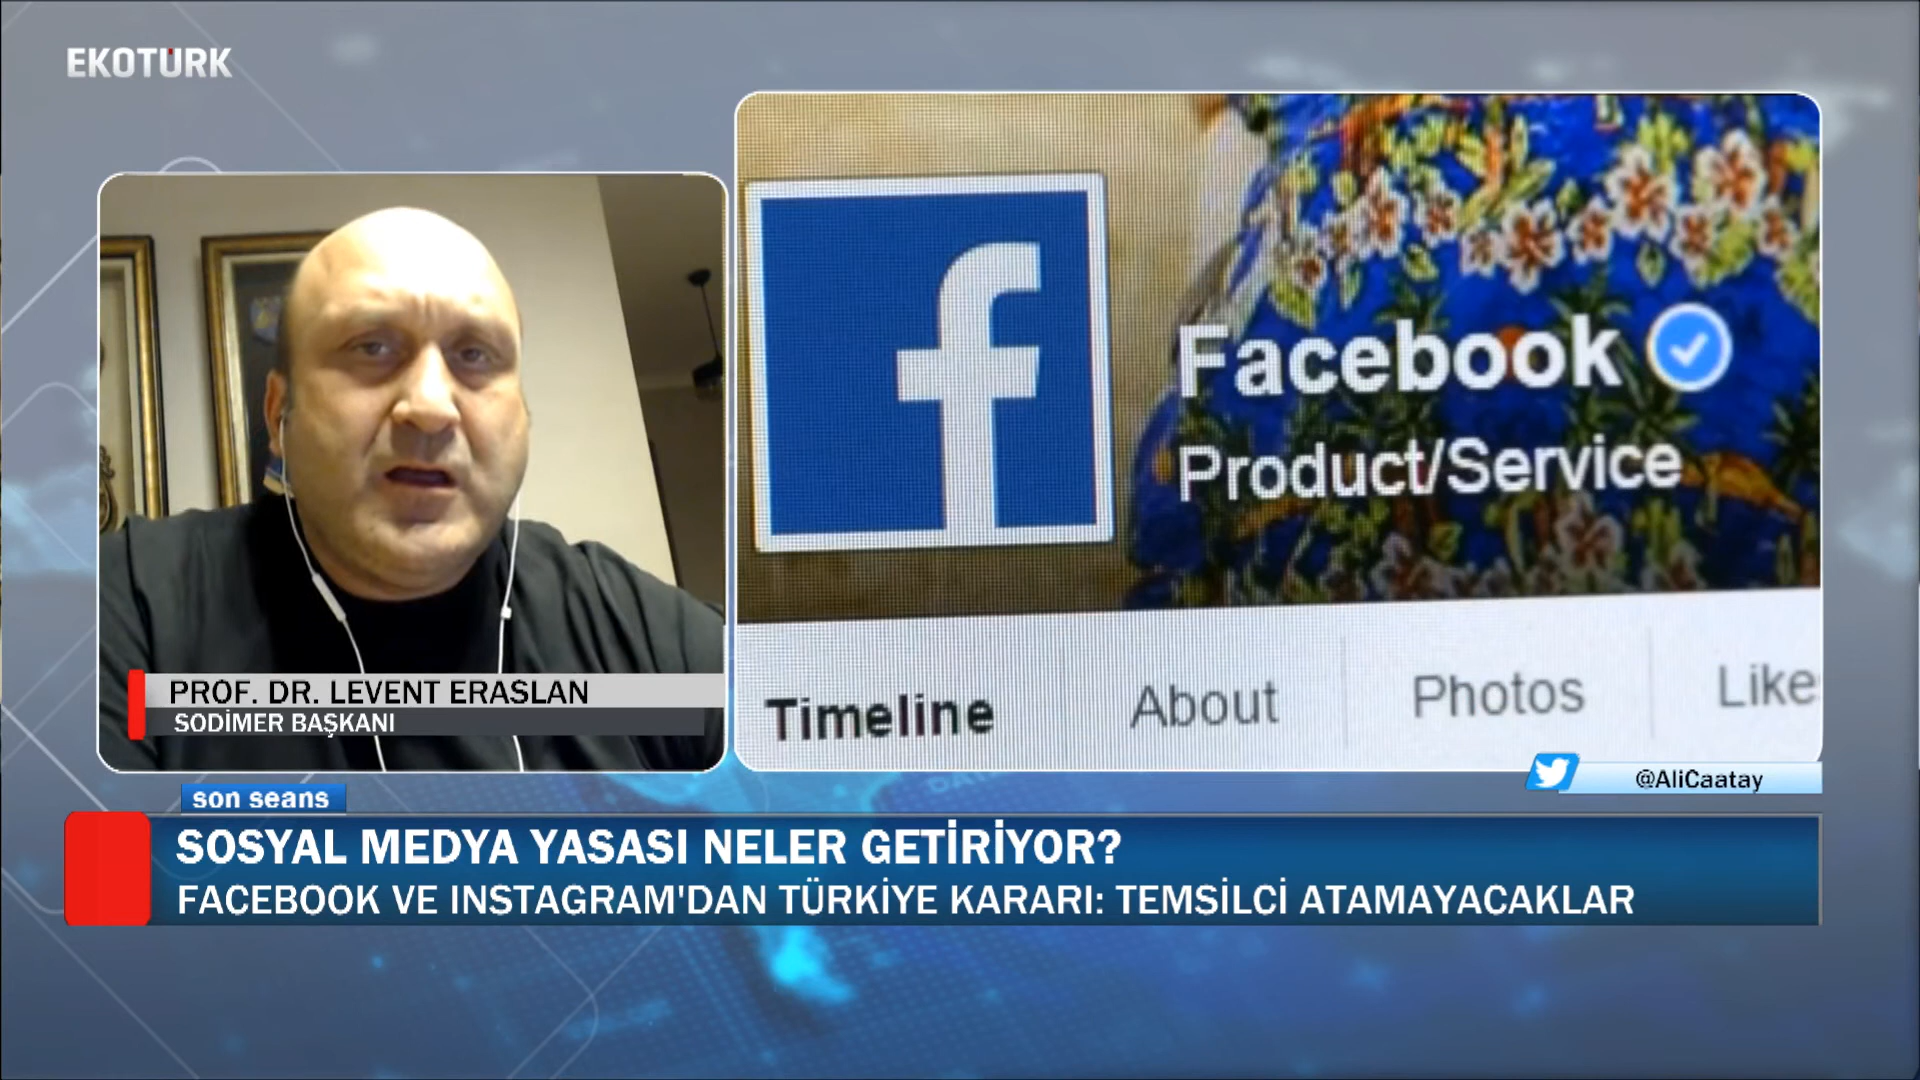 EKOTÜRK
Facebook
Product/Service
Timeline
About
Photos
Like
PROF. DR. LEVENT ERASLAN
SODİMER BAŞKANI
@AliCaatay
son seans
SOSYAL MEDYA YASASI NELER GETİRİYOR?
FACEBOOK VE INSTAGRAM'DAN TÜRKİYE KARARI: TEMSİLCİ ATAMAYACAKLAR